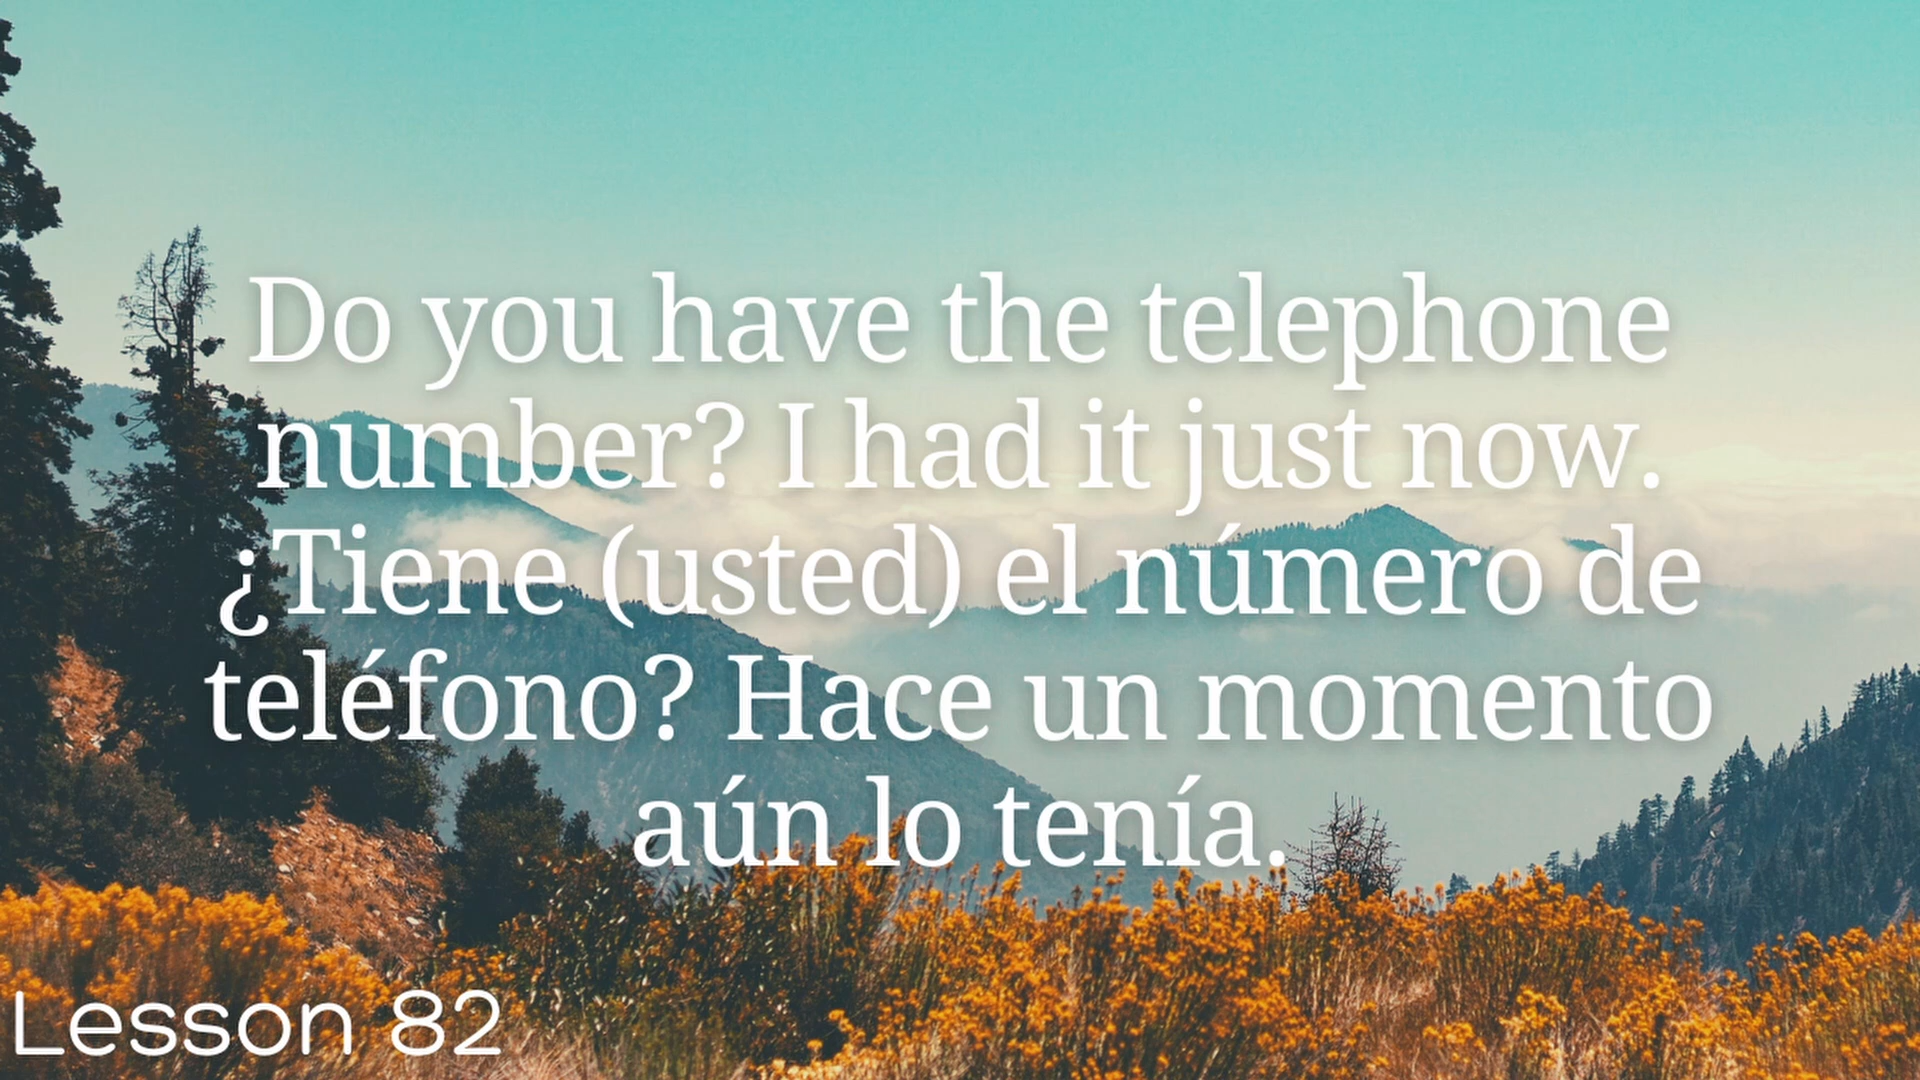 Do you have the telephone
number? I had it just now.
¿Tiene (usted) el número de
teléfono? Hace un momento
aún lo tenía.
Lesson 82